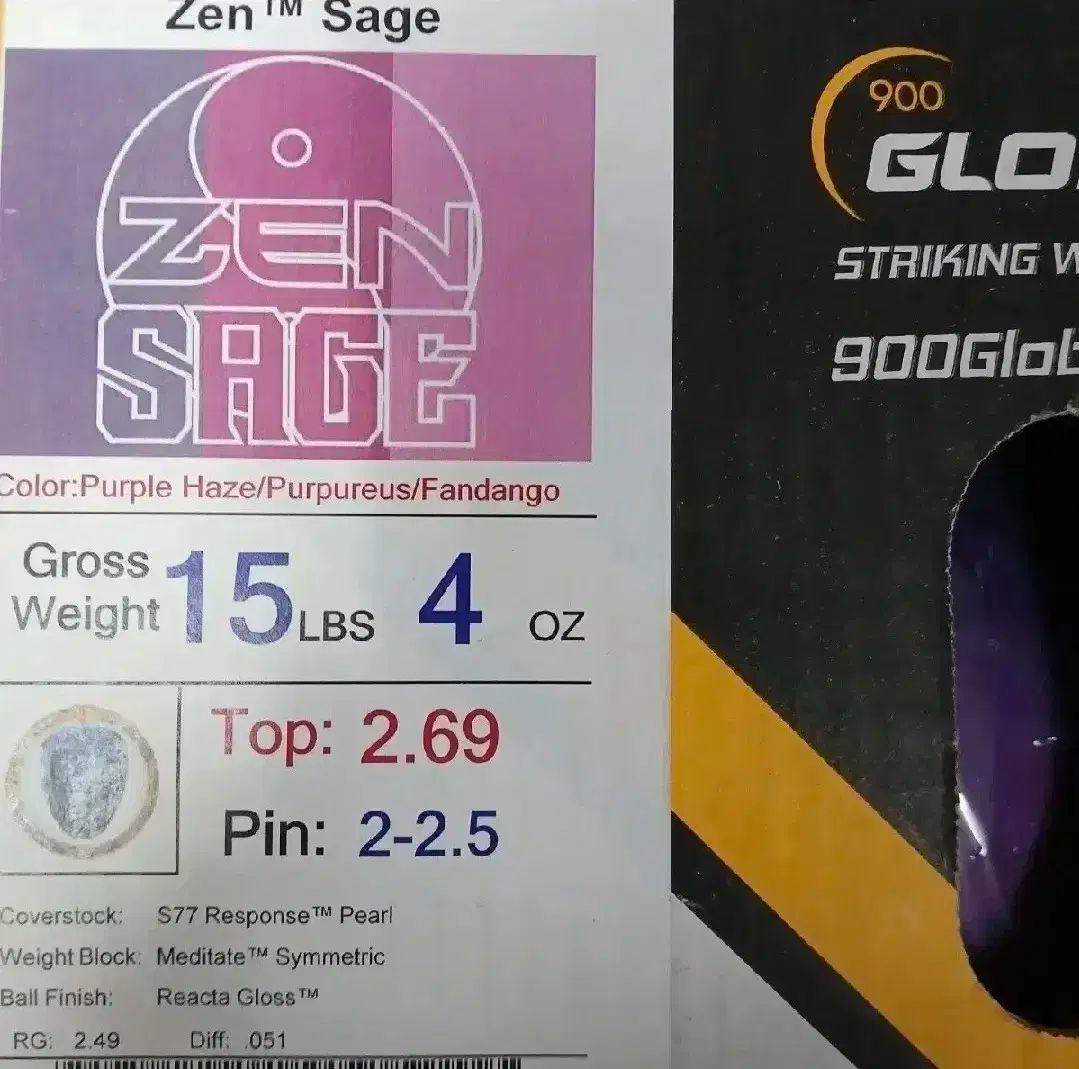 Zen™ Sage
ZEN
SAGE
Color:Purple Haze/Purpureus/Fandango
Gross
Weight 15 LBS 4 OZ
Top: 2.69
Pin: 2-2.5
Coverstock: S77 Response™ Pearl
Weight Block: Meditate™ Symmetric
Ball Finish: Reacta Gloss™
RG: 2.49 Diff: .051
900
GLO
STRIKING
900Glob